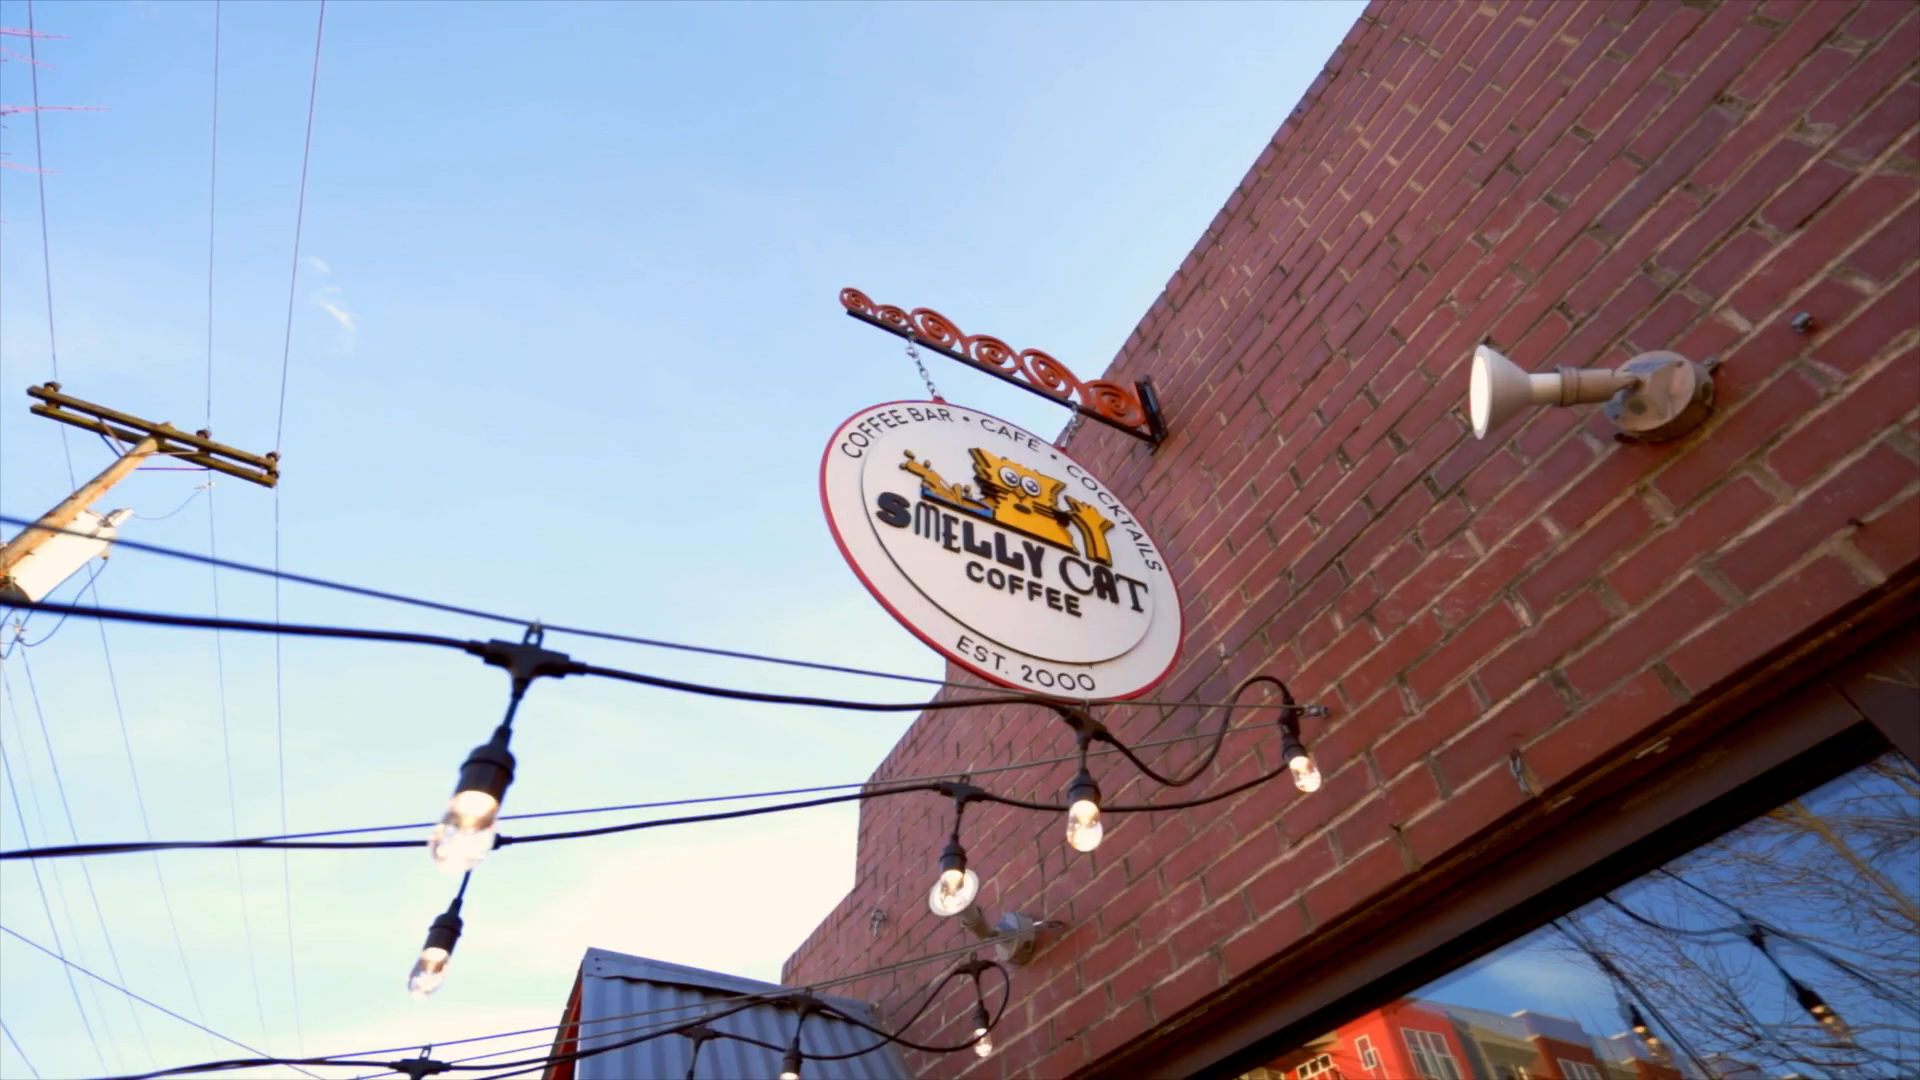 COFFEE BAR • CAFE • COCKTAILS
SMELLY CAT
COFFEE
EST. 2000